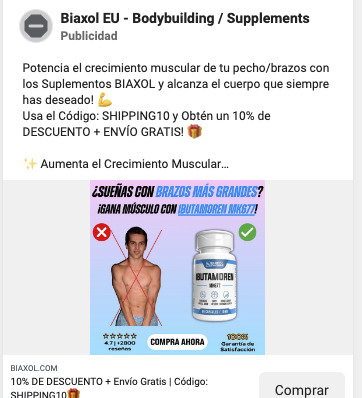 Biaxol EU - Bodybuilding / Supplements
Publicidad
Potencia el crecimiento muscular de tu pecho/brazos con
los Suplementos BIAXOL y alcanza el cuerpo que siempre
has deseado! 💪
Usa el Código: SHIPPING10 y Obtén un 10% de
DESCUENTO + ENVÍO GRATIS! 🎁
✨ Aumenta el Crecimiento Muscular...
¿SUEÑAS CON BRAZOS MÁS GRANDES?
¡GANA MÚSCULO CON IBUTAMOREN MK677!
IBUTAMOREN
MK677
4.7 | +2800
reseñas
COMPRA AHORA
100%
Garantía de
Satisfacción
BIAXOL.COM
10% DE DESCUENTO + Envío Gratis | Código:
SHIPPING10🎁
Comprar